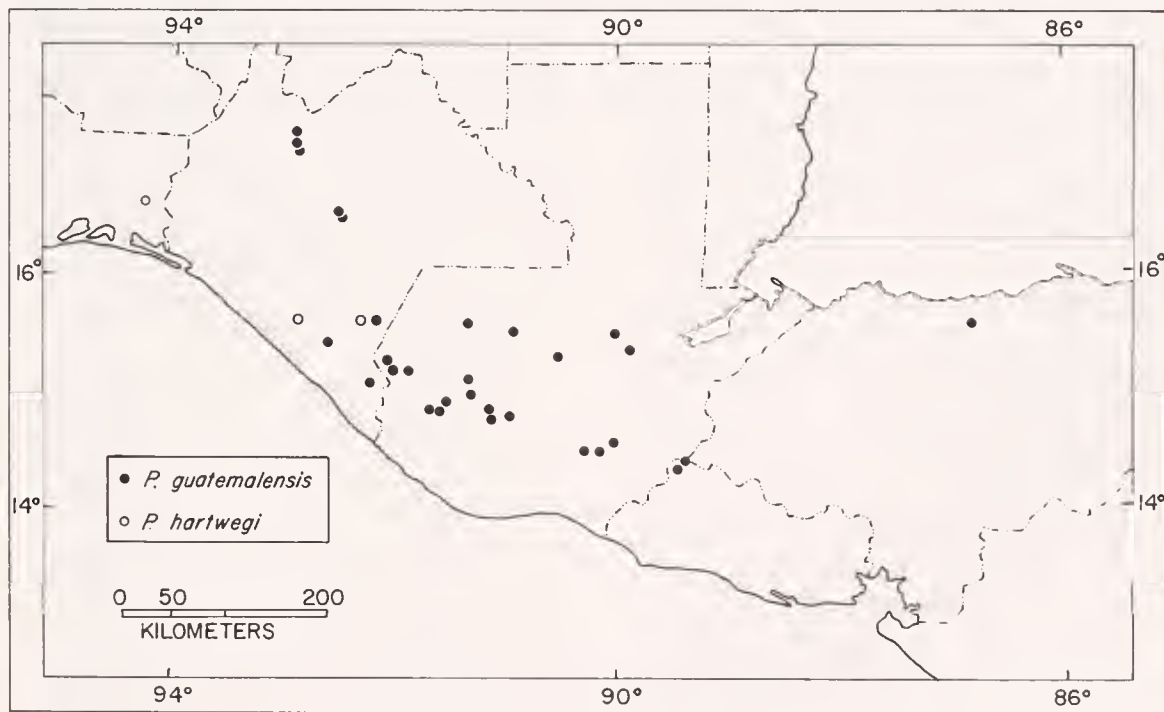 94° 90° 86°
16° 16°
14° 14°
● P. guatemalensis
○ P. hartwegi
0 50 200
KILOMETERS
94° 90° 86°